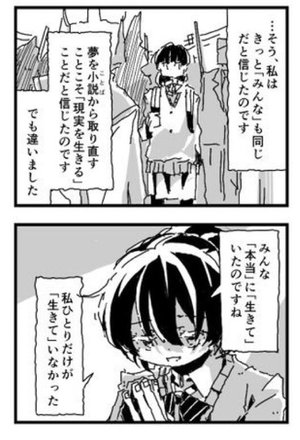 …そう、私は
きっと「みんな」も同じ
だと信じたのです
夢を小説から取り直す
ことば
ことこそ「現実を生きる」
ことだと信じたのです
でも違いました
みんな
「本当」に「生きて」
いたのですね
私ひとりだけが
「生きて」いなかった